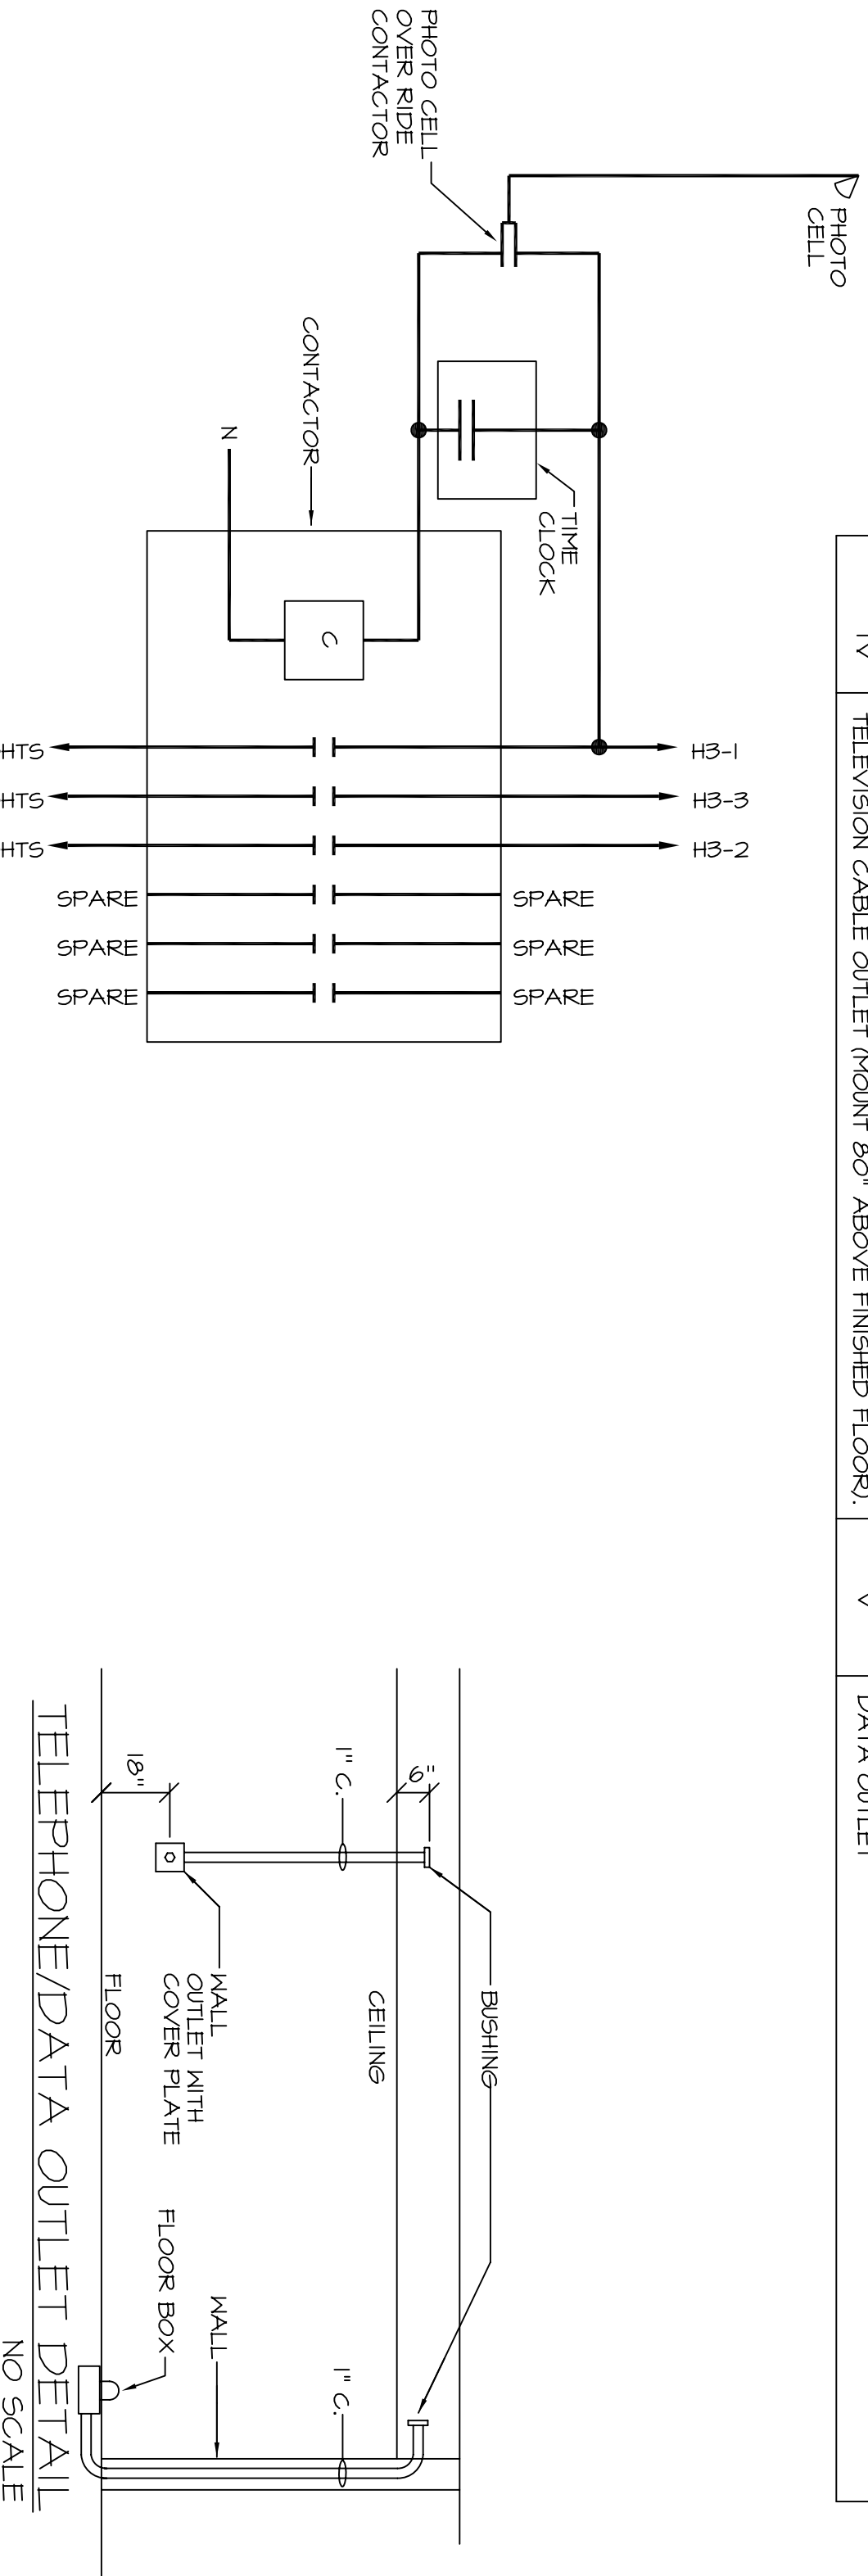 TV
TELEVISION CABLE OUTLET (MOUNT 80" ABOVE FINISHED FLOOR).
V
DATA OUTLET
PHOTO
CELL
PHOTO CELL
OVER RIDE
CONTACTOR
TIME
CLOCK
CONTACTOR
N
C
H3-1
H3-3
H3-2
SPARE
SPARE
SPARE
HTS
HTS
HTS
SPARE
SPARE
SPARE
6"
1" C.
18"
BUSHING
CEILING
WALL
OUTLET WITH
COVER PLATE
FLOOR
FLOOR BOX
WALL
1" C.
TELEPHONE/DATA OUTLET DETAIL
NO SCALE